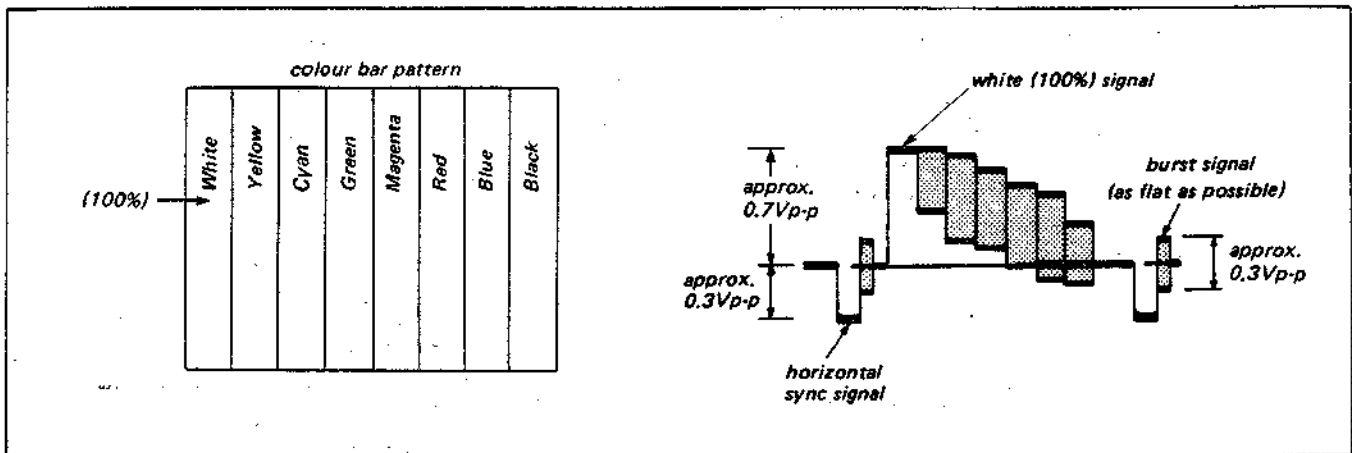 colour bar pattern
White
Yellow
Cyan
Green
Magenta
Red
Blue
Black
(100%)
white (100%) signal
burst signal
(as flat as possible)
approx.
0.7Vp-p
approx.
0.3Vp-p
approx.
0.3Vp-p
horizontal
sync signal